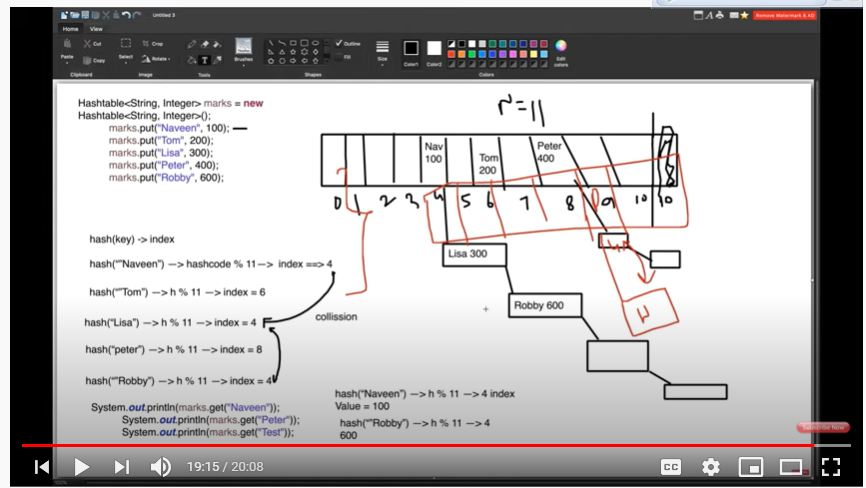 Untitled 3
Remove Watermark & AD
Home View
Cut
Copy
Paste
Select
Crop
Rotate
Brushes
Outline
Fill
Size
Color1
Color2
Edit colors
Clipboard
Image
Tools
Shapes
Colors
n = 11
Hashtable<String, Integer> marks = new
Hashtable<String, Integer>();
marks.put("Naveen", 100);
marks.put("Tom", 200);
marks.put("Lisa", 300);
marks.put("Peter", 400);
marks.put("Robby", 600);
Nav
100
Tom
200
Peter
400
0 1 2 3 4 5 6 7 8 9 10 10
Lisa 300
Robby 600
hash(key) -> index
hash(""Naveen") —> hashcode % 11—> index ==> 4
hash(""Tom") —> h % 11 —> index = 6
collission
hash("Lisa") —> h % 11 —> index = 4
hash("peter") —> h % 11 —> index = 8
hash(""Robby") —> h % 11 —> index = 4
System.out.println(marks.get("Naveen"));
System.out.println(marks.get("Peter"));
System.out.println(marks.get("Test"));
hash("Naveen") —> h % 11 —> 4 index
Value = 100
hash(""Robby") —> h % 11 —> 4
600
Subscribe Now
19:15 / 20:08
CC